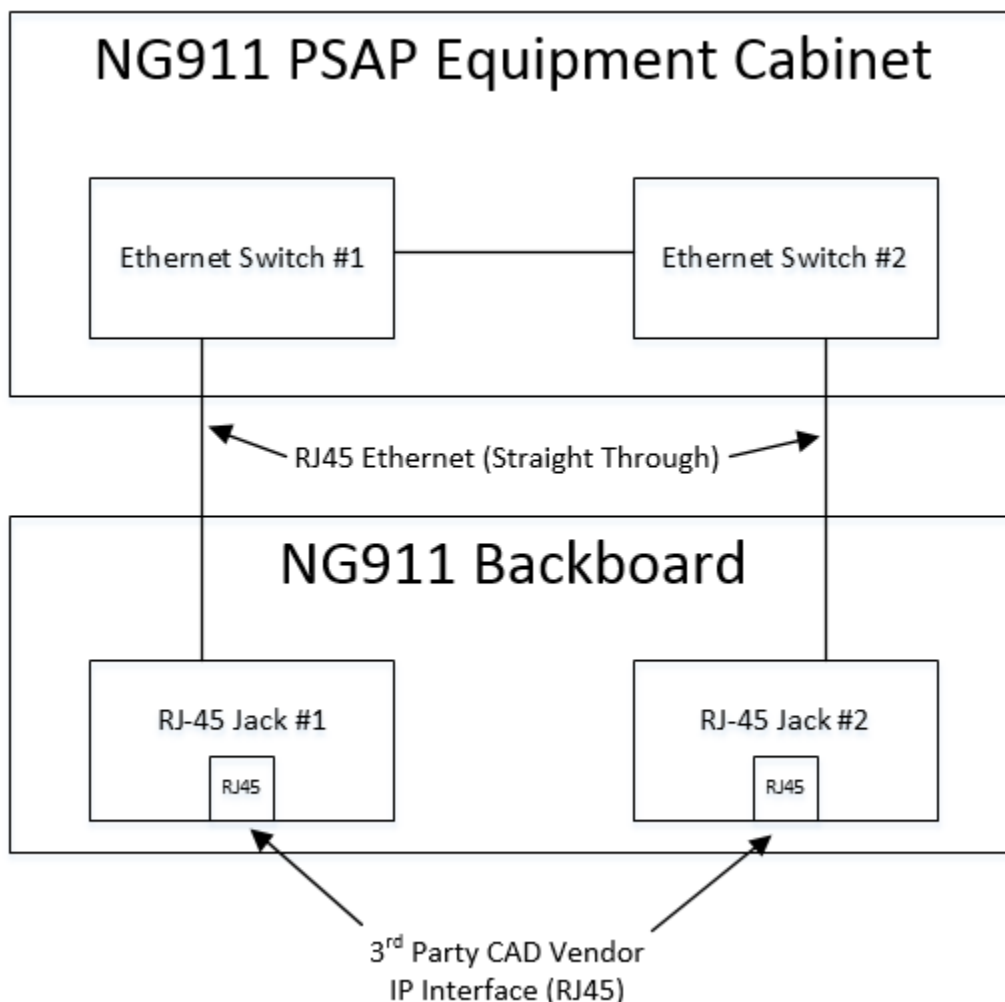 NG911 PSAP Equipment Cabinet
Ethernet Switch #1
Ethernet Switch #2
RJ45 Ethernet (Straight Through)
NG911 Backboard
RJ-45 Jack #1
RJ-45 Jack #2
RJ45
RJ45
3rd Party CAD Vendor
IP Interface (RJ45)